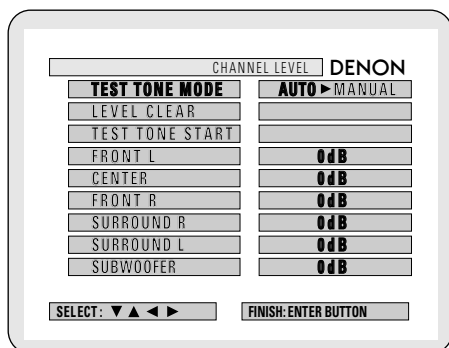 CHANNEL LEVEL DENON
TEST TONE MODE AUTO ►MANUAL
LEVEL CLEAR
TEST TONE START
FRONT L 0dB
CENTER 0dB
FRONT R 0dB
SURROUND R 0dB
SURROUND L 0dB
SUBWOOFER 0dB
SELECT: ▼ ▲ ◄ ► FINISH: ENTER BUTTON